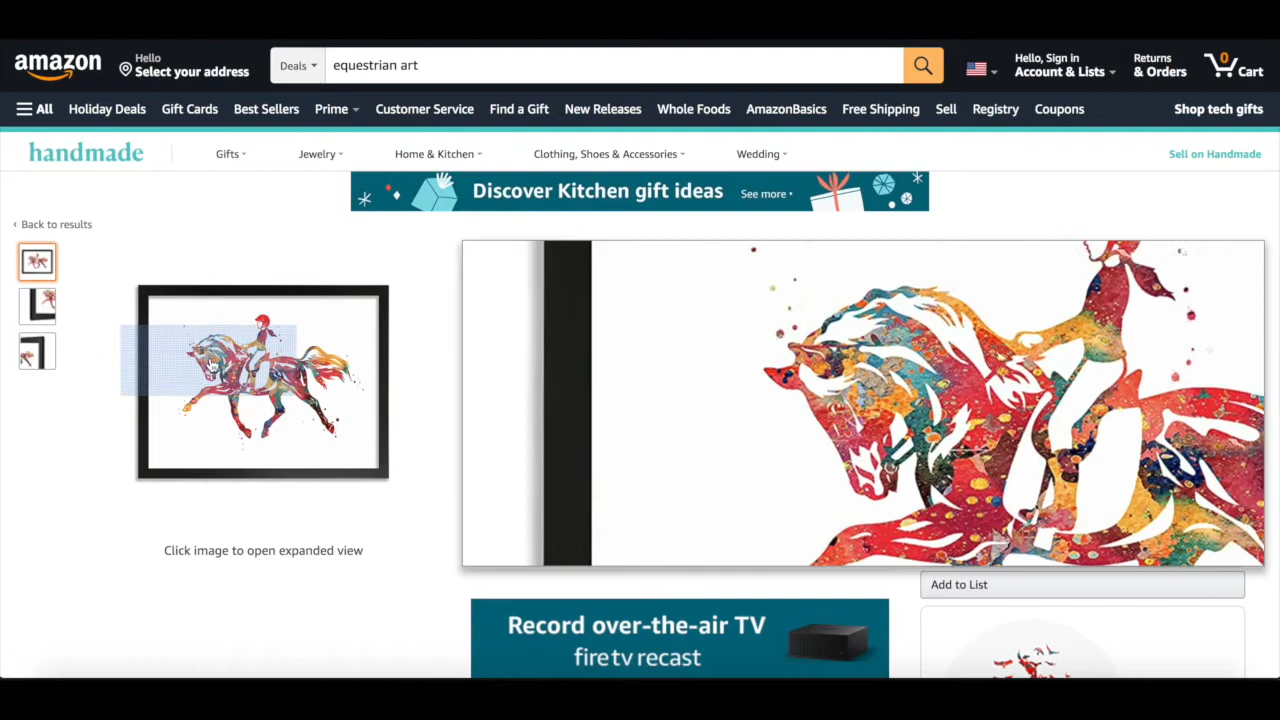 amazon
Hello
Select your address
Deals
equestrian art
Hello, Sign in
Account & Lists
Returns
& Orders
0
Cart
All
Holiday Deals
Gift Cards
Best Sellers
Prime
Customer Service
Find a Gift
New Releases
Whole Foods
AmazonBasics
Free Shipping
Sell
Registry
Coupons
Shop tech gifts
handmade
Gifts
Jewelry
Home & Kitchen
Clothing, Shoes & Accessories
Wedding
Sell on Handmade
Discover Kitchen gift ideas
See more
‹ Back to results
Click image to open expanded view
Add to List
Record over-the-air TV
fire tv recast